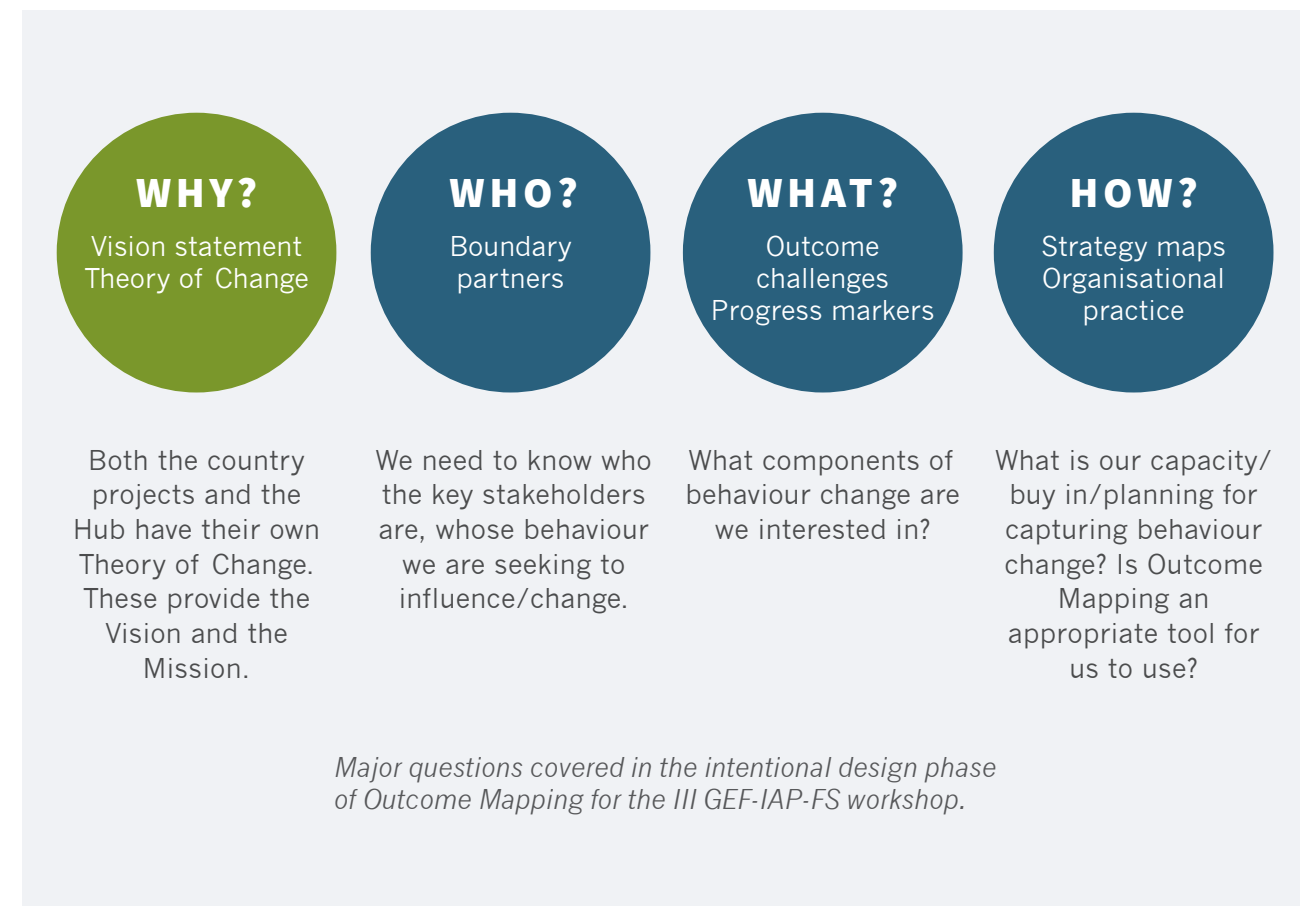 WHY?
Vision statement
Theory of Change
Both the country
projects and the
Hub have their own
Theory of Change.
These provide the
Vision and the
Mission.
WHO?
Boundary
partners
We need to know who
the key stakeholders
are, whose behaviour
we are seeking to
influence/change.
WHAT?
Outcome
challenges
Progress markers
What components of
behaviour change are
we interested in?
HOW?
Strategy maps
Organisational
practice
What is our capacity/
buy in/planning for
capturing behaviour
change? Is Outcome
Mapping an
appropriate tool for
us to use?
Major questions covered in the intentional design phase
of Outcome Mapping for the III GEF-IAP-FS workshop.